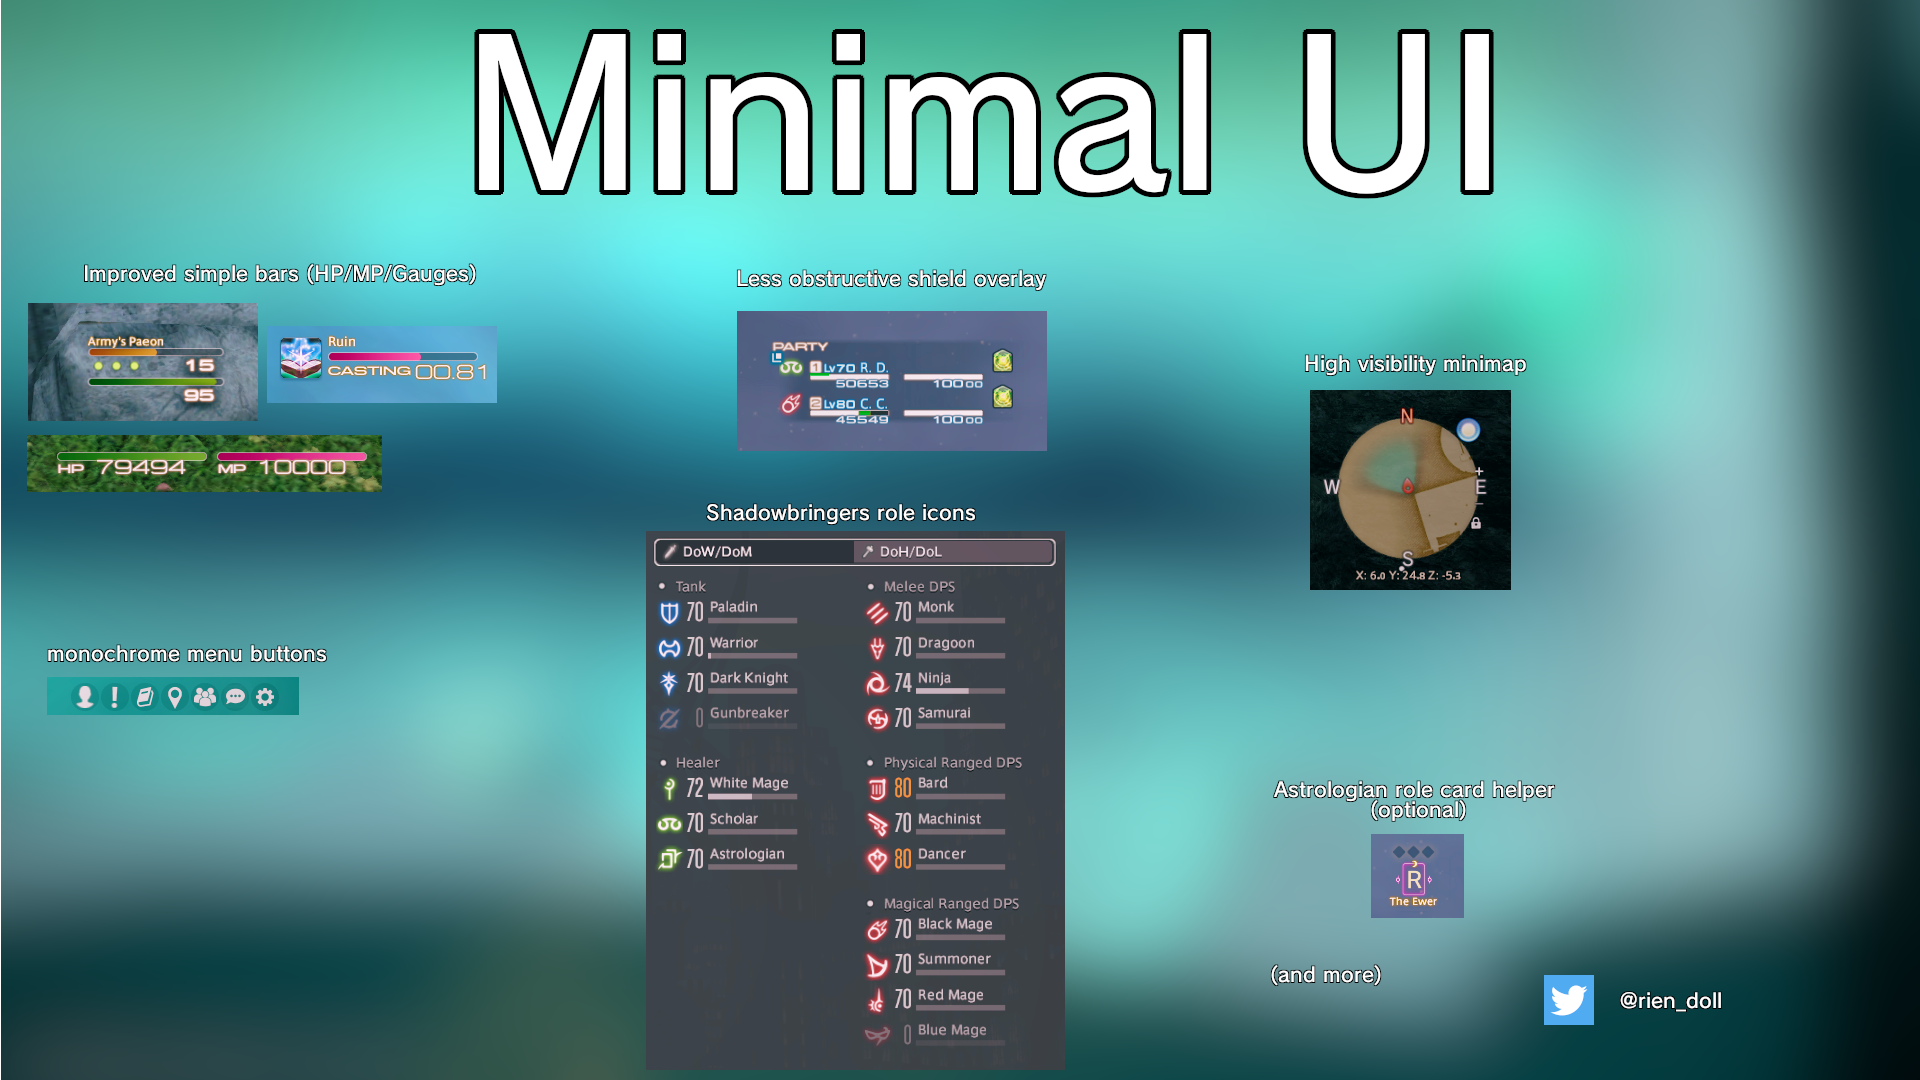 Minimal UI
Improved simple bars (HP/MP/Gauges)
Army's Paeon
15
95
Ruin
CASTING 00.81
HP 79494 MP 10000
monochrome menu buttons
Less obstructive shield overlay
PARTY
1 Lv70 R. D.
50653 10000
2 Lv80 C. C.
45549 10000
Shadowbringers role icons
DoW/DoM
DoH/DoL
• Tank
70 Paladin
70 Warrior
70 Dark Knight
0 Gunbreaker
• Healer
72 White Mage
70 Scholar
70 Astrologian
• Melee DPS
70 Monk
70 Dragoon
74 Ninja
70 Samurai
• Physical Ranged DPS
80 Bard
70 Machinist
80 Dancer
• Magical Ranged DPS
70 Black Mage
70 Summoner
70 Red Mage
0 Blue Mage
High visibility minimap
N
W
E
S
X: 6.0 Y: 24.8 Z: -5.3
Astrologian role card helper
(optional)
R
The Ewer
(and more)
@rien_doll